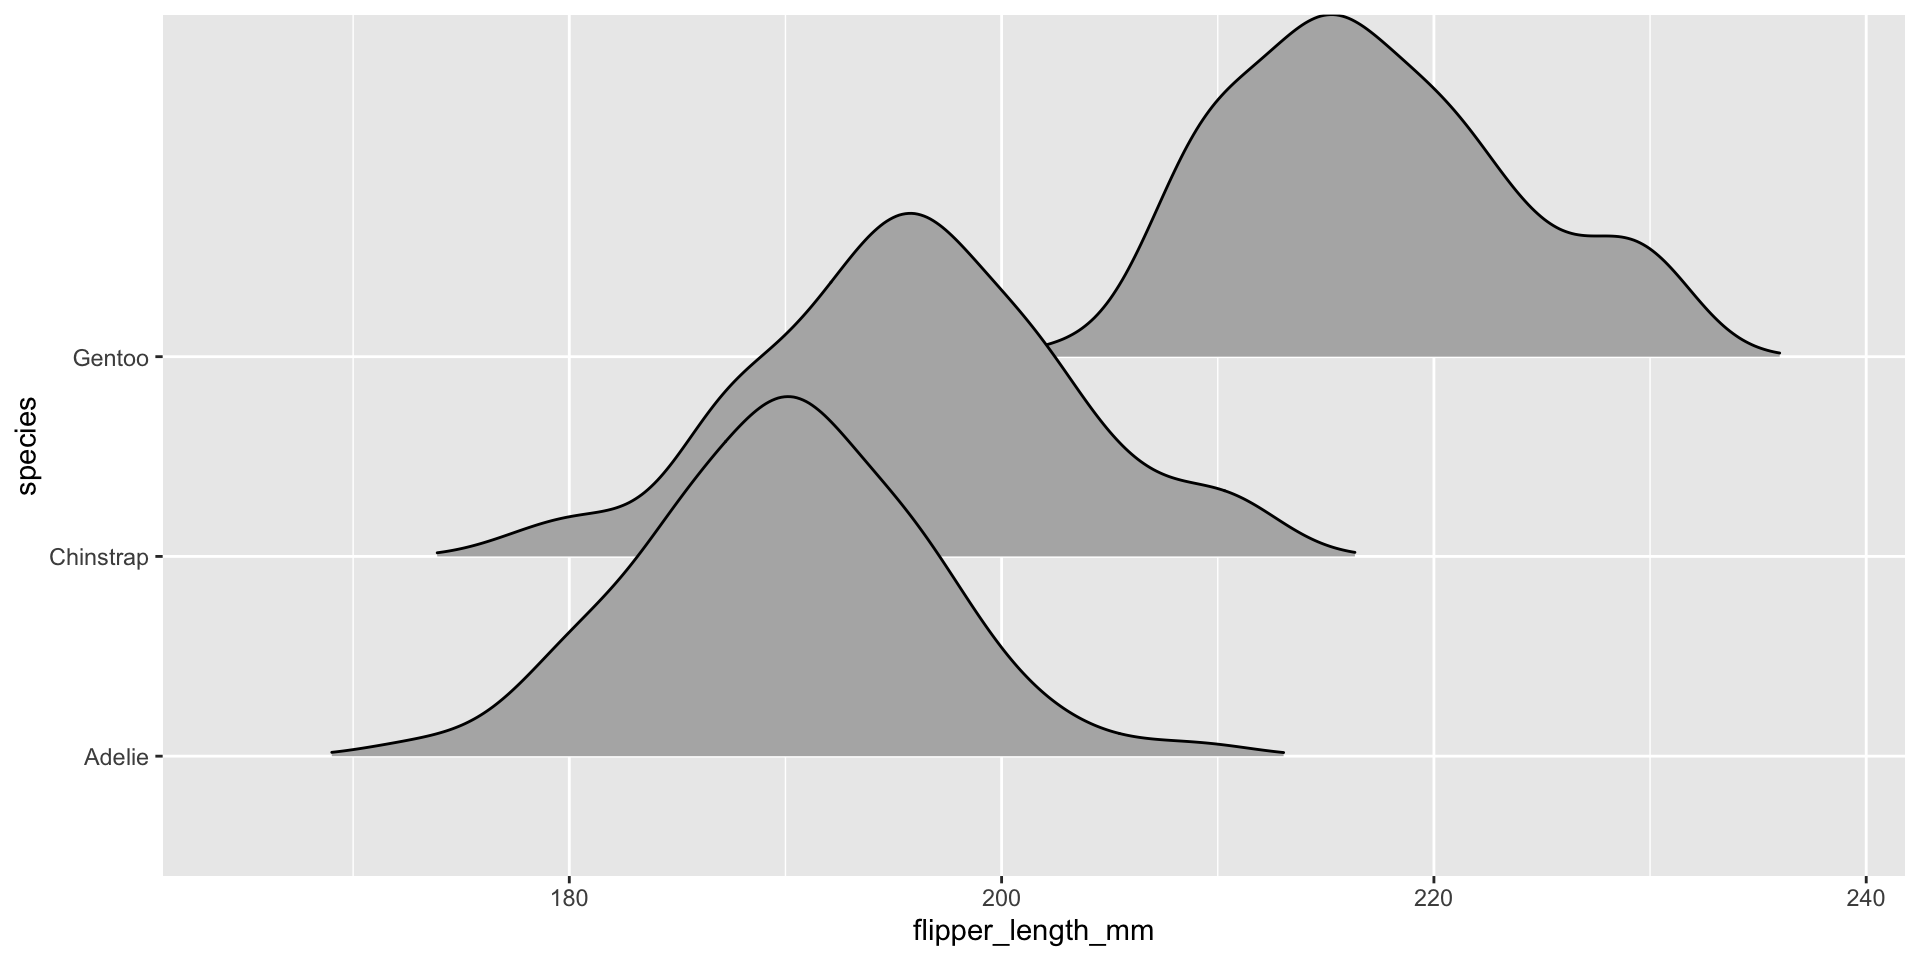 species
Gentoo
Chinstrap
Adelie
180 200 220 240
flipper_length_mm